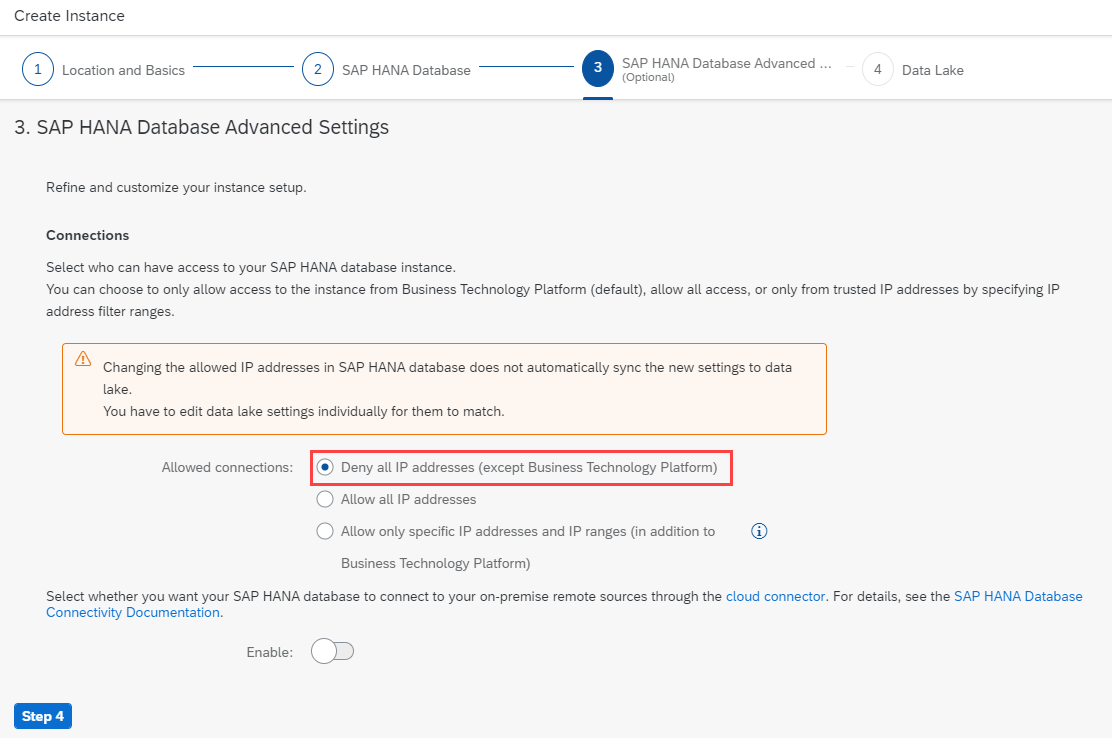 Create Instance
1 Location and Basics
2 SAP HANA Database
3 SAP HANA Database Advanced ...
(Optional)
4 Data Lake
3. SAP HANA Database Advanced Settings
Refine and customize your instance setup.
Connections
Select who can have access to your SAP HANA database instance.
You can choose to only allow access to the instance from Business Technology Platform (default), allow all access, or only from trusted IP addresses by specifying IP
address filter ranges.
Changing the allowed IP addresses in SAP HANA database does not automatically sync the new settings to data
lake.
You have to edit data lake settings individually for them to match.
Allowed connections: Deny all IP addresses (except Business Technology Platform)
Allow all IP addresses
Allow only specific IP addresses and IP ranges (in addition to
Business Technology Platform)
Select whether you want your SAP HANA database to connect to your on-premise remote sources through the cloud connector. For details, see the SAP HANA Database
Connectivity Documentation.
Enable:
Step 4